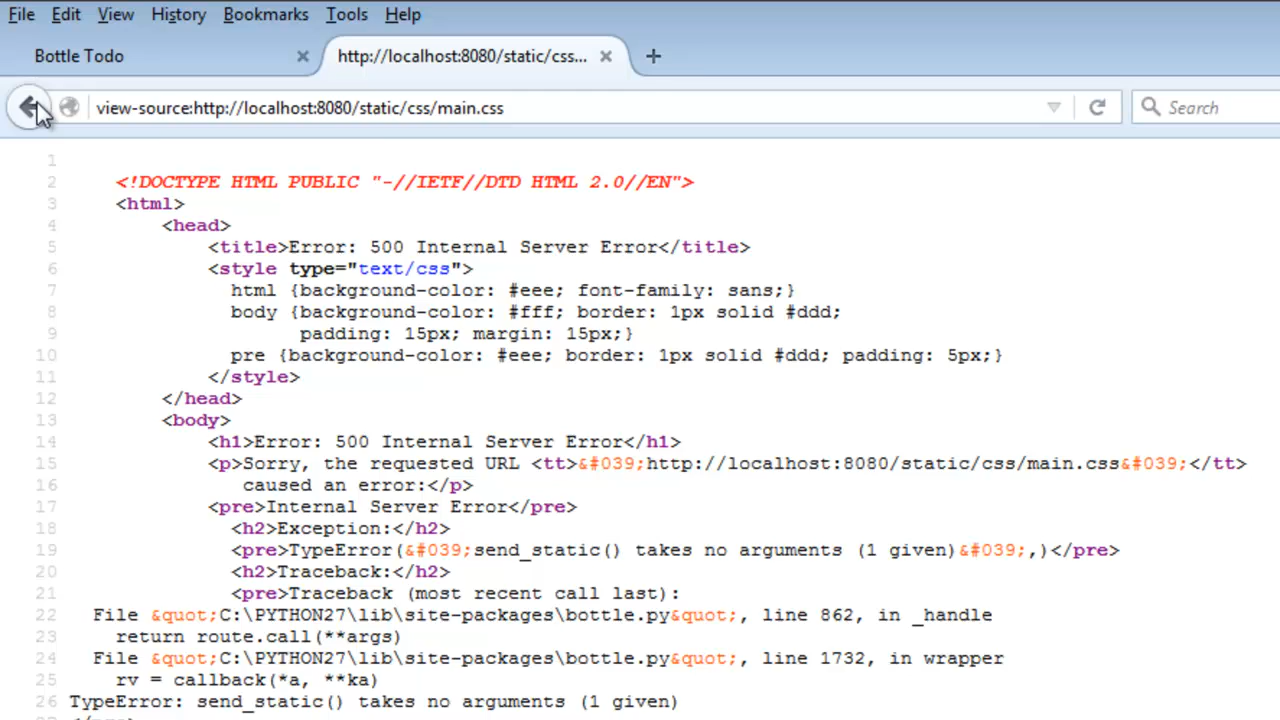 File Edit View History Bookmarks Tools Help
Bottle Todo http://localhost:8080/static/css...
view-source:http://localhost:8080/static/css/main.css Search
1
2 <!DOCTYPE HTML PUBLIC "-//IETF//DTD HTML 2.0//EN">
3 <html>
4 <head>
5 <title>Error: 500 Internal Server Error</title>
6 <style type="text/css">
7 html {background-color: #eee; font-family: sans;}
8 body {background-color: #fff; border: 1px solid #ddd;
9 padding: 15px; margin: 15px;}
10 pre {background-color: #eee; border: 1px solid #ddd; padding: 5px;}
11 </style>
12 </head>
13 <body>
14 <h1>Error: 500 Internal Server Error</h1>
15 <p>Sorry, the requested URL <tt>&#039;http://localhost:8080/static/css/main.css&#039;</tt>
16 caused an error:</p>
17 <pre>Internal Server Error</pre>
18 <h2>Exception:</h2>
19 <pre>TypeError(&#039;send_static() takes no arguments (1 given)&#039;,)</pre>
20 <h2>Traceback:</h2>
21 <pre>Traceback (most recent call last):
22 File &quot;C:\PYTHON27\lib\site-packages\bottle.py&quot;, line 862, in _handle
23 return route.call(**args)
24 File &quot;C:\PYTHON27\lib\site-packages\bottle.py&quot;, line 1732, in wrapper
25 rv = callback(*a, **ka)
26 TypeError: send_static() takes no arguments (1 given)